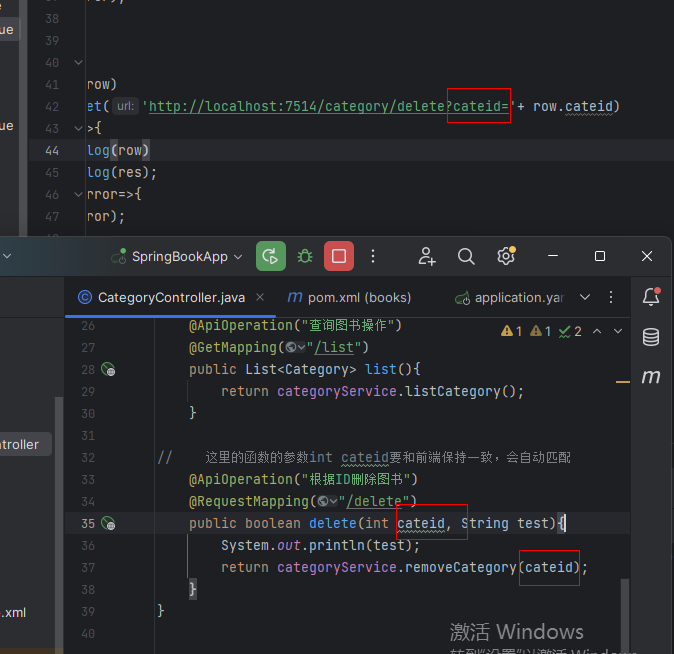 ue
38
39
40
41 row)
42 et( url: 'http://localhost:7514/category/delete?cateid='+ row.cateid)
ue
43 >{
44 log(row)
45 log(res);
46 rror=>{
47 ror);
SpringBookApp
CategoryController.java
pom.xml (books)
application.yar
26 @ApiOperation("查询图书操作")
1 1 2
27 @GetMapping("/list")
28 public List<Category> list(){
29 return categoryService.listCategory();
30 }
31
32 // 这里的函数的参数int cateid要和前端保持一致，会自动匹配
ntroller
33 @ApiOperation("根据ID删除图书")
34 @RequestMapping("/delete")
35 public boolean delete(int cateid, String test){
36 System.out.println(test);
37 return categoryService.removeCategory(cateid);
38 }
.xml
39 }
40
激活 Windows
转到"设置"以激活 Windows